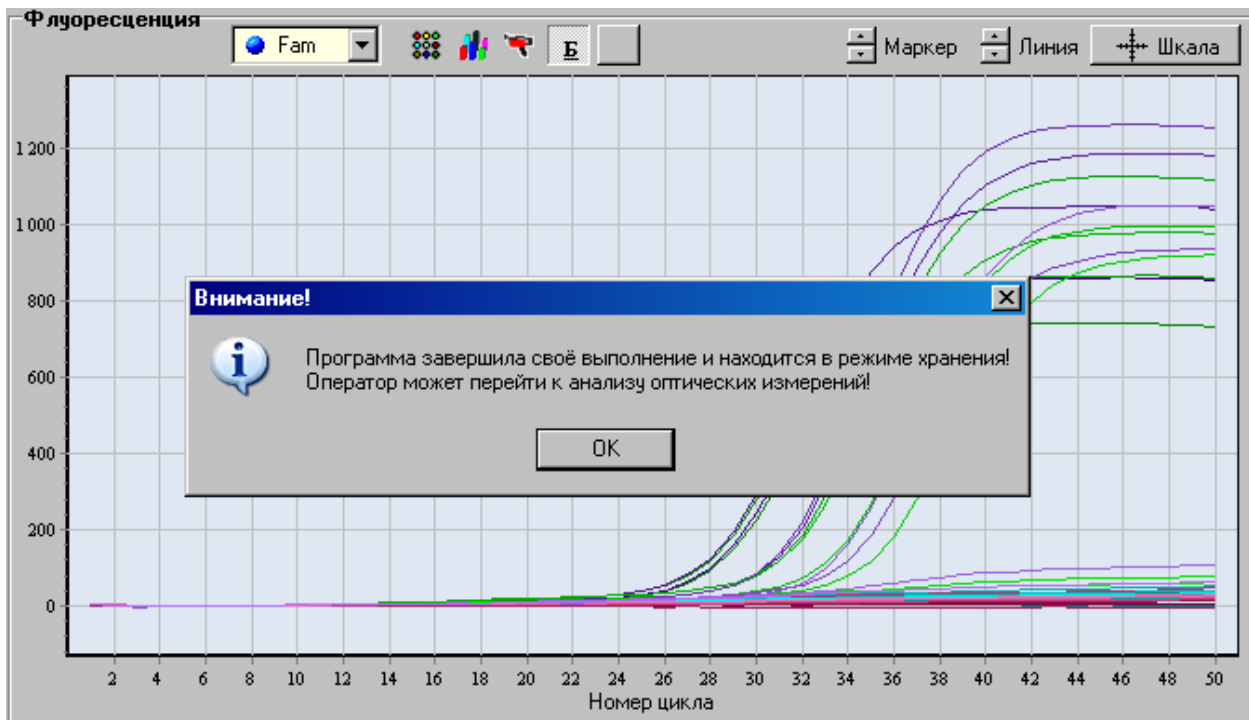 Флуоресценция
Fam
Б
Маркер
Линия
Шкала
1 200
1 000
800
600
400
200
0
Внимание!
Программа завершила своё выполнение и находится в режиме хранения!
Оператор может перейти к анализу оптических измерений!
OK
2 4 6 8 10 12 14 16 18 20 22 24 26 28 30 32 34 36 38 40 42 44 46 48 50
Номер цикла